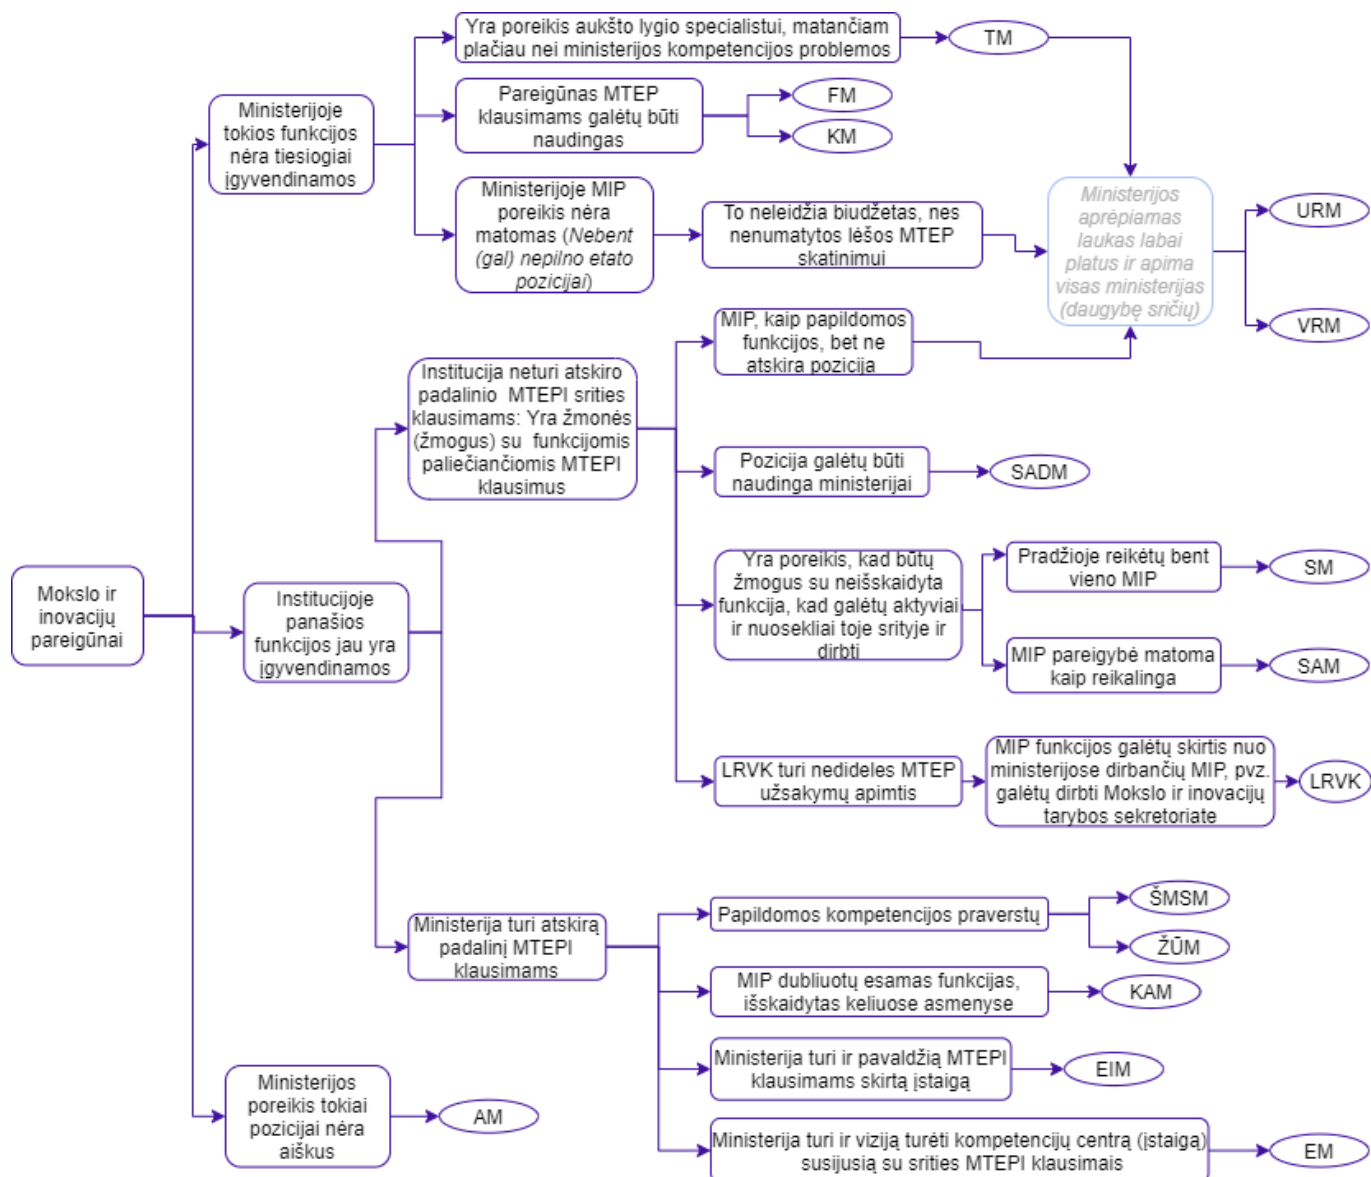 Mokslo ir
inovacijų
pareigūnai
Ministerijoje
tokios funkcijos
nėra tiesiogiai
įgyvendinamos
Yra poreikis aukšto lygio specialistui, matančiam
plačiau nei ministerijos kompetencijos problemos
TM
Pareigūnas MTEP
klausimams galėtų būti
naudingas
FM
KM
Ministerijoje MIP
poreikis nėra
matomas (Nebent
(gal) nepilno etato
pozicijai)
To neleidžia biudžetas, nes
nenumatytos lėšos MTEP
skatinimui
Ministerijos
aprėpiamas
laukas labai
platus ir apima
visas ministerijas
(daugybę sričių)
URM
VRM
Institucijoje
panašios
funkcijos jau yra
įgyvendinamos
Institucija neturi atskiro
padalinio MTEPI srities
klausimams: Yra žmonės
(žmogus) su funkcijomis
paliečiančiomis MTEPI
klausimus
MIP, kaip papildomos
funkcijos, bet ne
atskira pozicija
Pozicija galėtų būti
naudinga ministerijai
SADM
Yra poreikis, kad būtų
žmogus su neišskaidyta
funkcija, kad galėtų aktyviai
ir nuosekliai toje srityje ir
dirbti
Pradžioje reikėtų bent
vieno MIP
SM
MIP pareigybė matoma
kaip reikalinga
SAM
LRVK turi nedideles MTEP
užsakymų apimtis
MIP funkcijos galėtų skirtis nuo
ministerijose dirbančių MIP, pvz.
galėtų dirbti Mokslo ir inovacijų
tarybos sekretoriate
LRVK
Ministerija turi atskirą
padalinį MTEPI
klausimams
Papildomos kompetencijos praverstų
ŠMSM
ŽŪM
MIP dubliuotų esamas funkcijas,
išskaidytas keliuose asmenyse
KAM
Ministerija turi ir pavaldžią MTEPI
klausimams skirtą įstaigą
EIM
Ministerija turi ir viziją turėti kompetencijų centrą (įstaigą)
susijusią su srities MTEPI klausimais
EM
Ministerijos
poreikis tokiai
pozicijai nėra
aiškus
AM